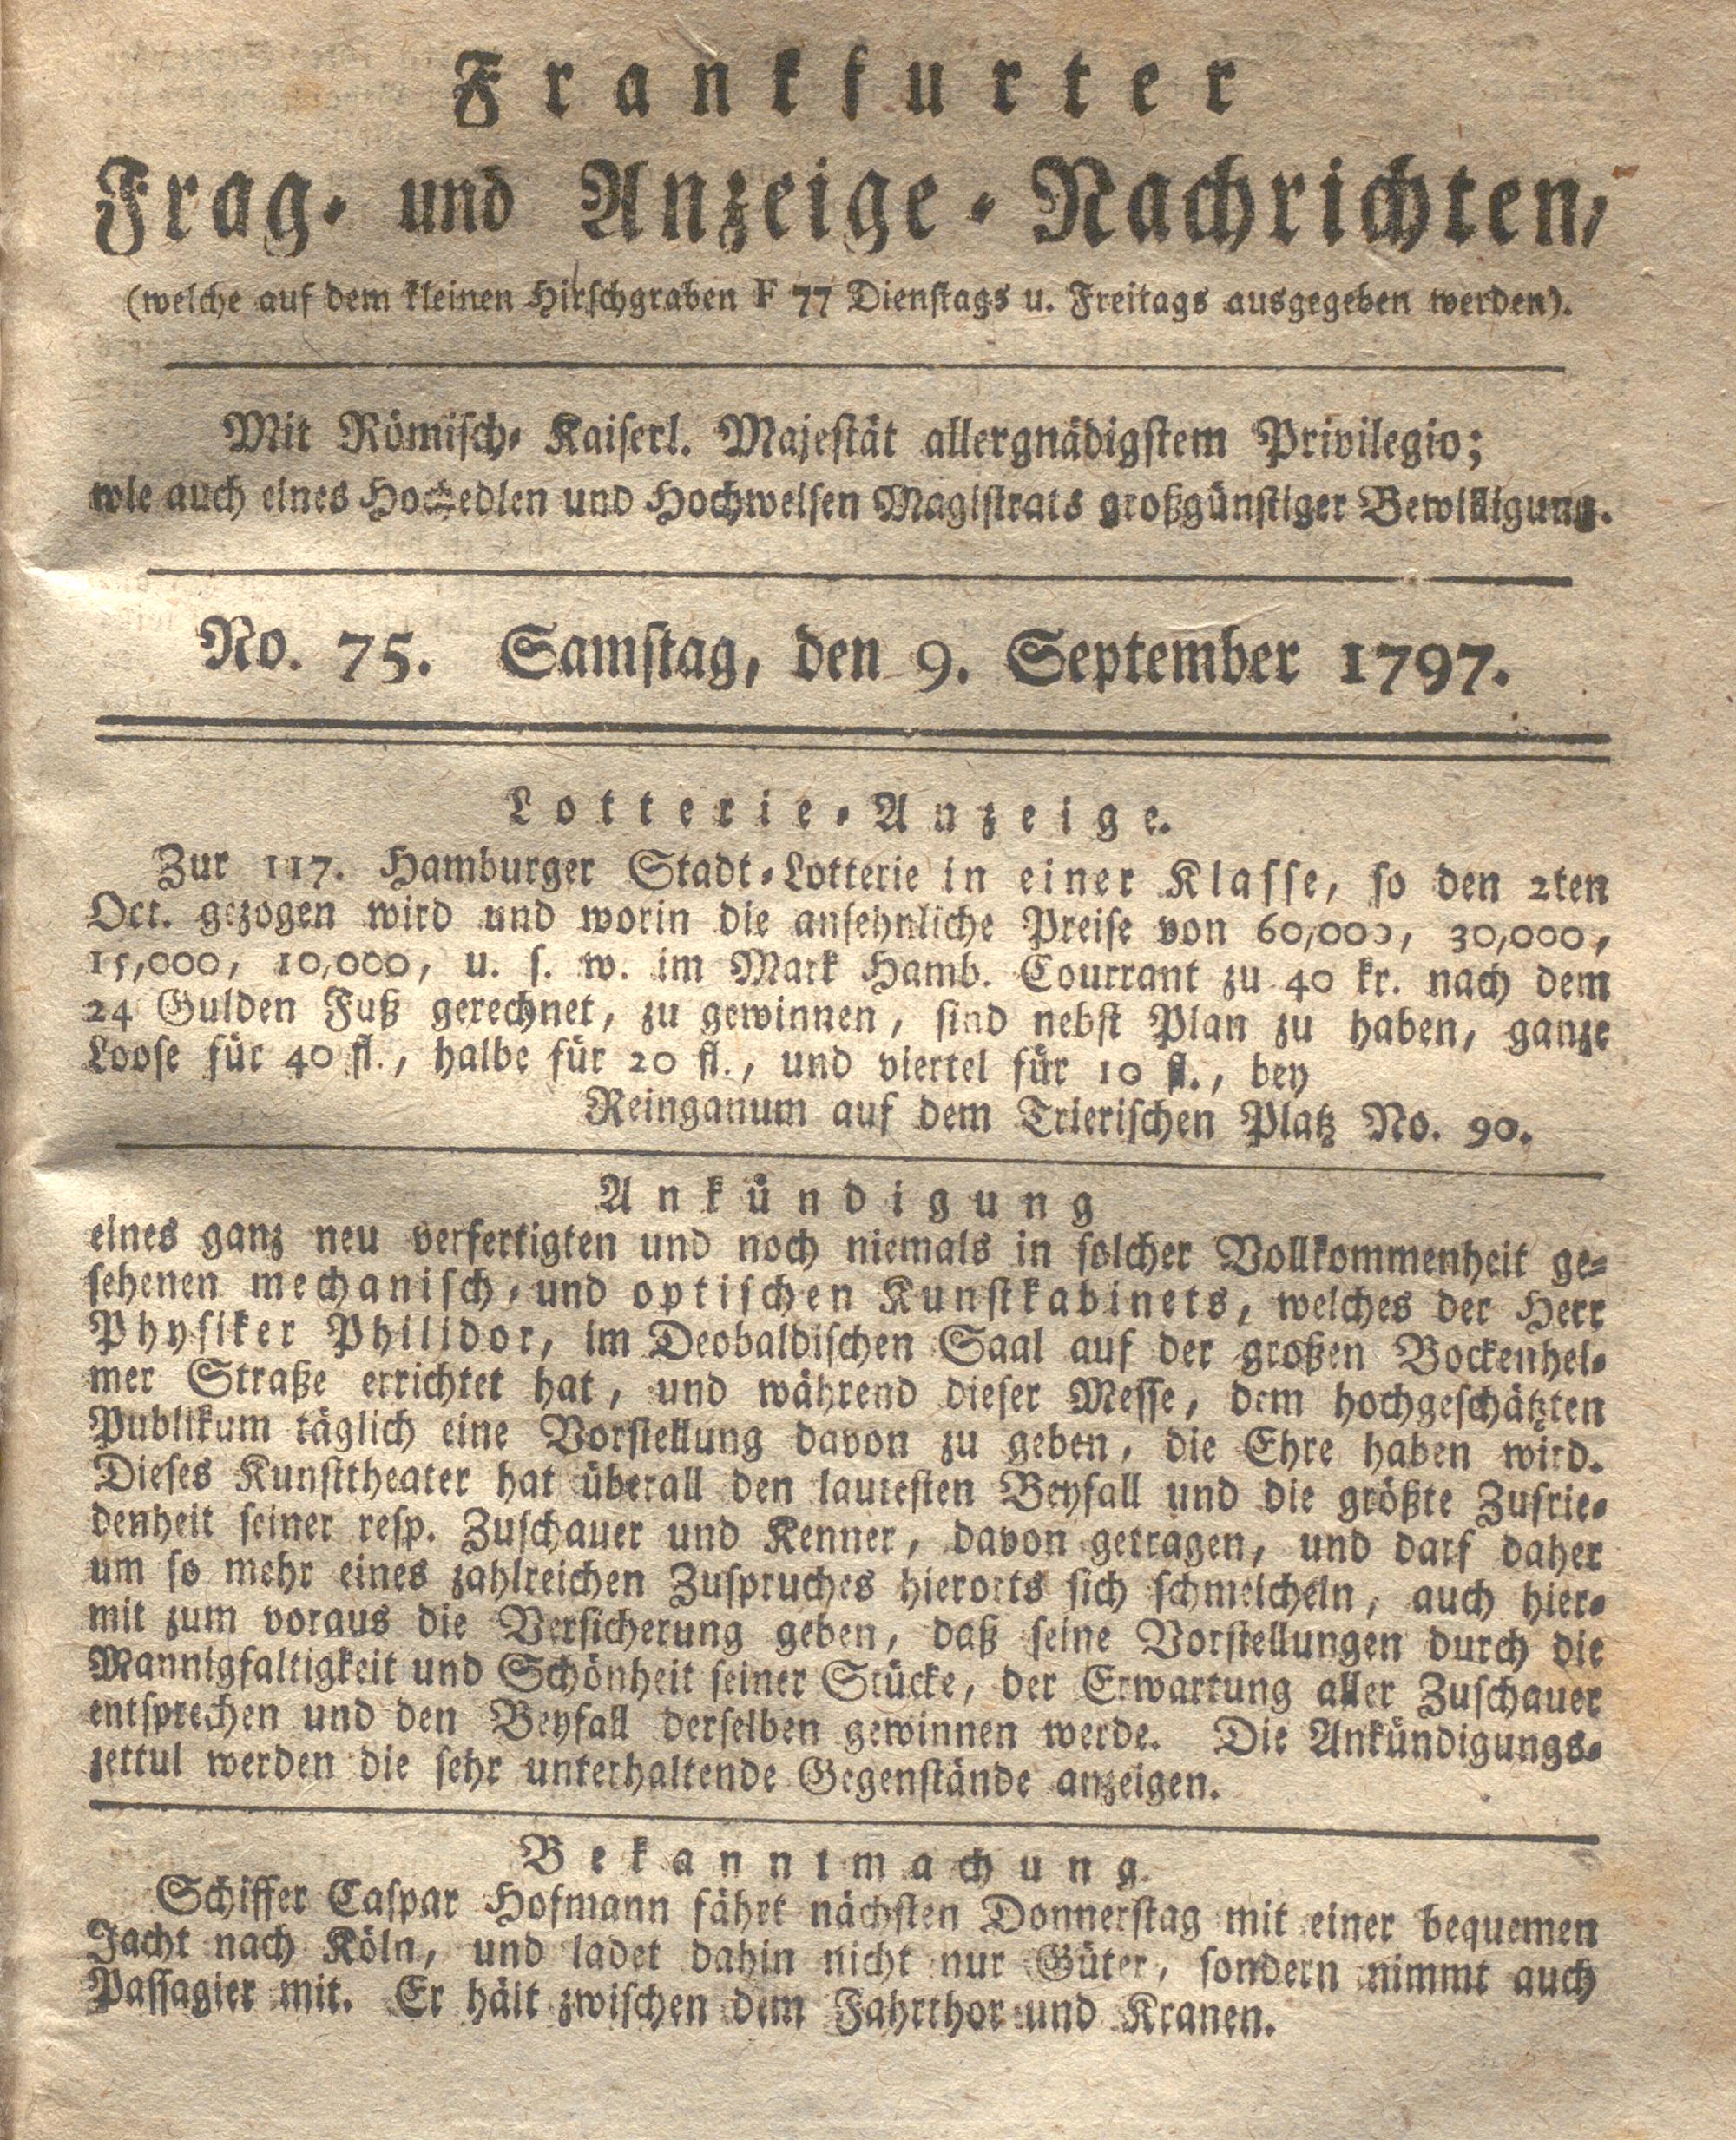 Frankfurter
Frag- und Anzeige-Nachrichten,
(welche auf dem kleinen Hirschgraben F 77 Dienstags u. Freitags ausgegeben werden).
Mit Römisch- Kaiserl. Majestät allergnädigstem Privilegio;
wie auch eines Hochedlen und Hochweisen Magistrats großgünstiger Bewilligung.
No. 75. Samstag, den 9. September 1797.
Lotterie-Anzeige.
Zur 117. Hamburger Stadt-Lotterie in einer Klasse, so den 2ten
Oct. gezogen wird und worin die ansehnliche Preise von 60,000, 30,000,
15,000, 10,000, u. s. w. im Mark Hamb. Courrant zu 40 kr. nach dem
24 Gulden Fuß gerechnet, zu gewinnen, sind nebst Plan zu haben, ganze
Loose für 40 fl., halbe für 20 fl., und viertel für 10 fl., bey
Reinganum auf dem Trierischen Platz No. 90.
Ankündigung
eines ganz neu verfertigten und noch niemals in solcher Vollkommenheit ge-
sehenen mechanisch- und optischen Kunstkabinets, welches der Herr
Physiker Philidor, im Deobaldischen Saal auf der großen Bockenhei-
mer Straße errichtet hat, und während dieser Messe, dem hochgeschätzten
Publikum täglich eine Vorstellung davon zu geben, die Ehre haben wird.
Dieses Kunsttheater hat überall den lautesten Beyfall und die größte Zufrie-
denheit seiner resp. Zuschauer und Kenner, davon getragen, und darf daher
um so mehr eines zahlreichen Zuspruches hierorts sich schmeicheln, auch hier-
mit zum voraus die Versicherung geben, daß seine Vorstellungen durch die
Mannigfaltigkeit und Schönheit seiner Stücke, der Erwartung aller Zuschauer
entsprechen und den Beyfall derselben gewinnen werde. Die Ankündigungs-
zettul werden die sehr unterhaltende Gegenstände anzeigen.
Bekanntmachung.
Schiffer Caspar Hofmann fährt nächsten Donnerstag mit einer bequemen
Jacht nach Köln, und ladet dahin nicht nur Güter, sondern nimmt auch
Passagier mit. Er hält zwischen dem Fahrthor und Kranen.